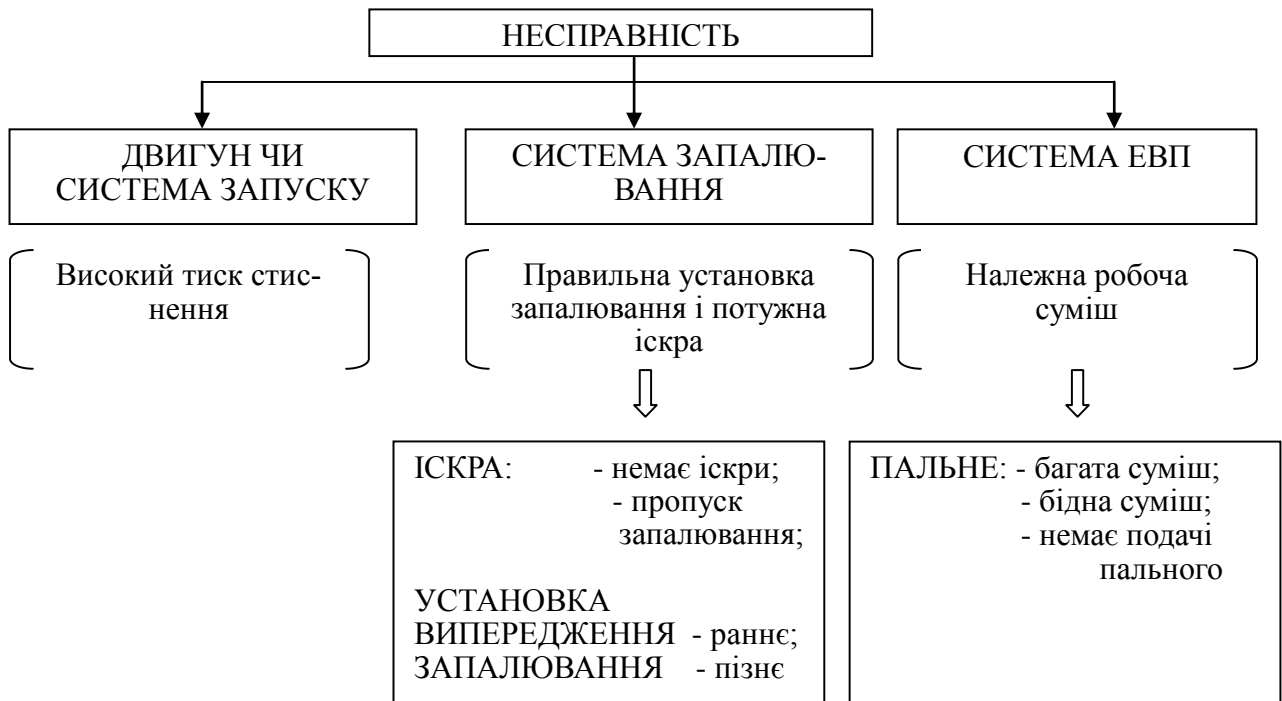 НЕСПРАВНІСТЬ
ДВИГУН ЧИ
СИСТЕМА ЗАПУСКУ
СИСТЕМА ЗАПАЛЮ-
ВАННЯ
СИСТЕМА ЕВП
Високий тиск стис-
нення
Правильна установка
запалювання і потужна
іскра
Належна робоча
суміш
ІСКРА: - немає іскри;
- пропуск
запалювання;
УСТАНОВКА
ВИПЕРЕДЖЕННЯ - раннє;
ЗАПАЛЮВАННЯ - пізнє
ПАЛЬНЕ: - багата суміш;
- бідна суміш;
- немає подачі
пального